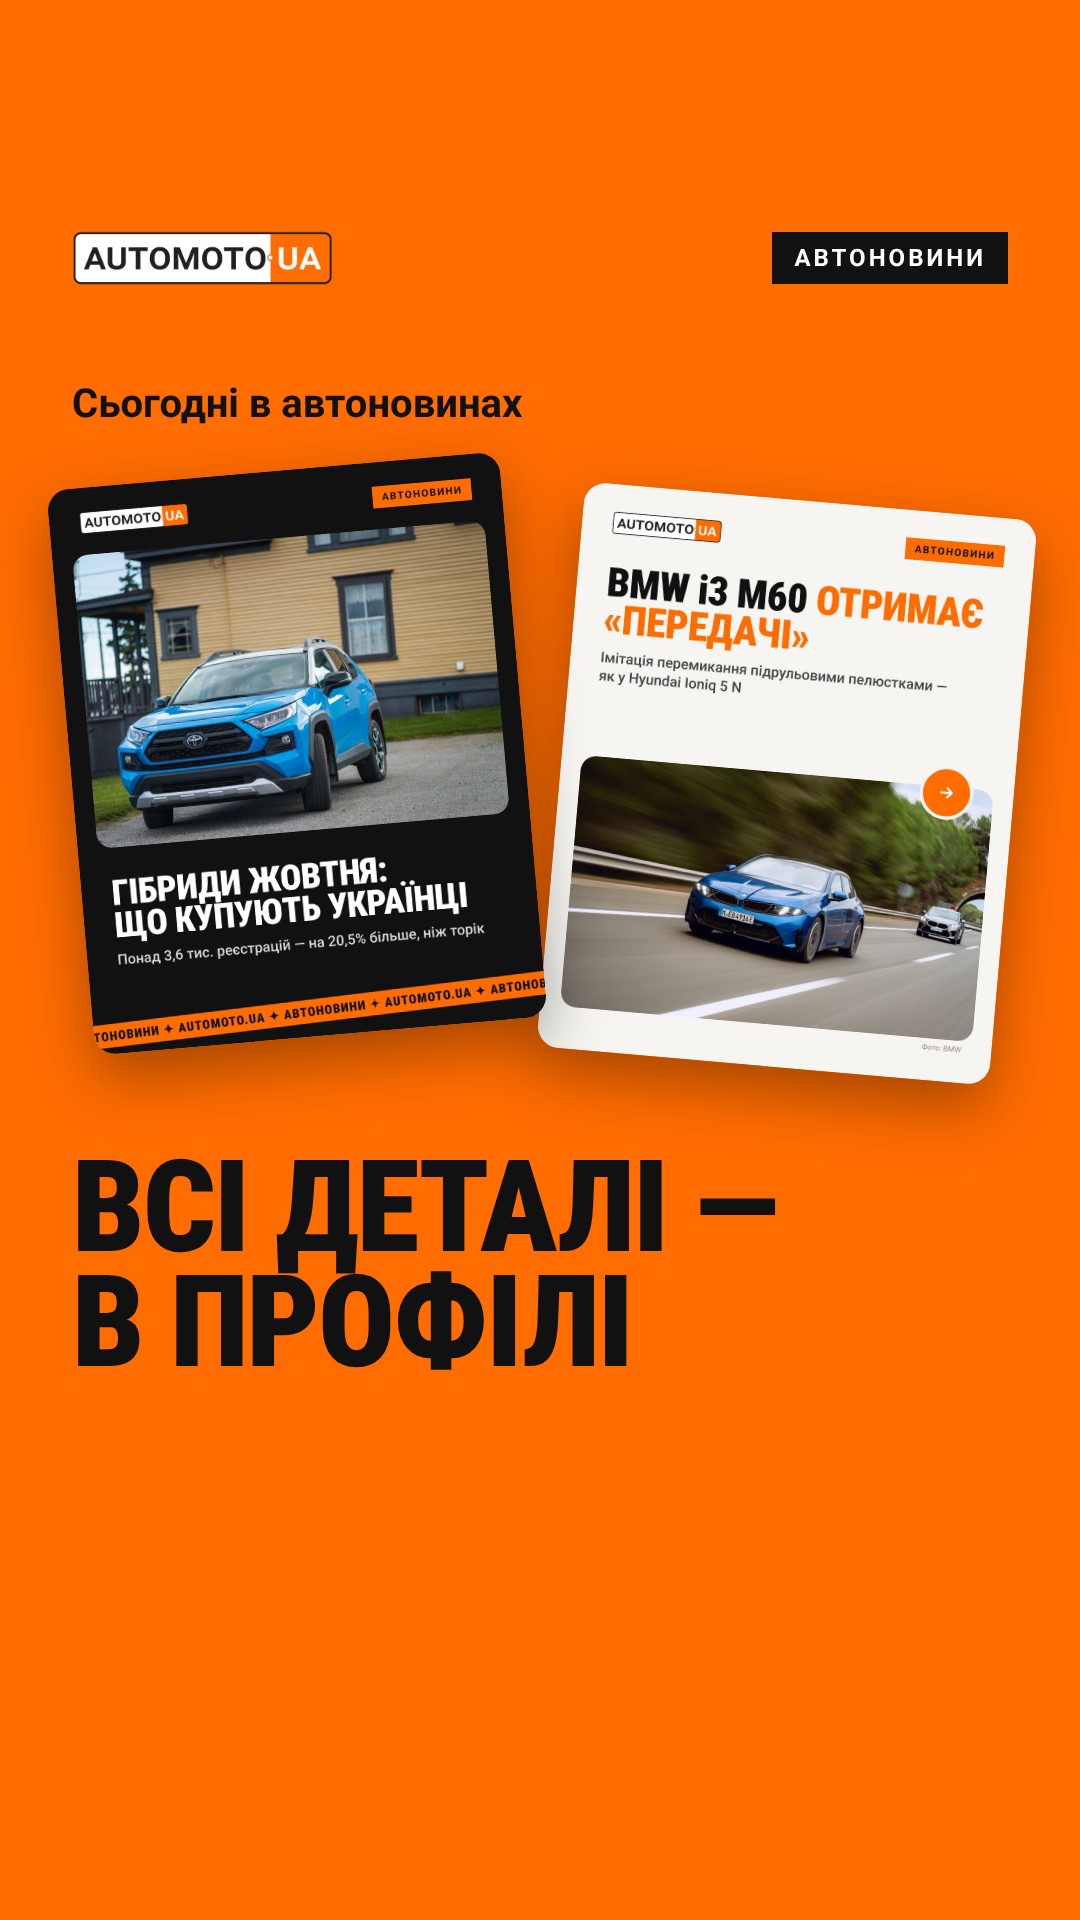 AUTOMOTO UA
АВТОНОВИНИ
Сьогодні в автоновинах
AUTOMOTO UA
АВТОНОВИНИ
ГІБРИДИ ЖОВТНЯ:
ЩО КУПУЮТЬ УКРАЇНЦІ
Понад 3,6 тис. реєстрацій — на 20,5% більше, ніж торік
ТОНОВИНИ ✦ AUTOMOTO.UA ✦ АВТОНОВИНИ ✦ AUTOMOTO.UA ✦ АВТОНОВ
AUTOMOTO UA
АВТОНОВИНИ
BMW i3 M60 ОТРИМАЄ
«ПЕРЕДАЧІ»
Імітація перемикання підрульовими пелюстками —
як у Hyundai Ioniq 5 N
Фото: BMW
ВСІ ДЕТАЛІ —
В ПРОФІЛІ